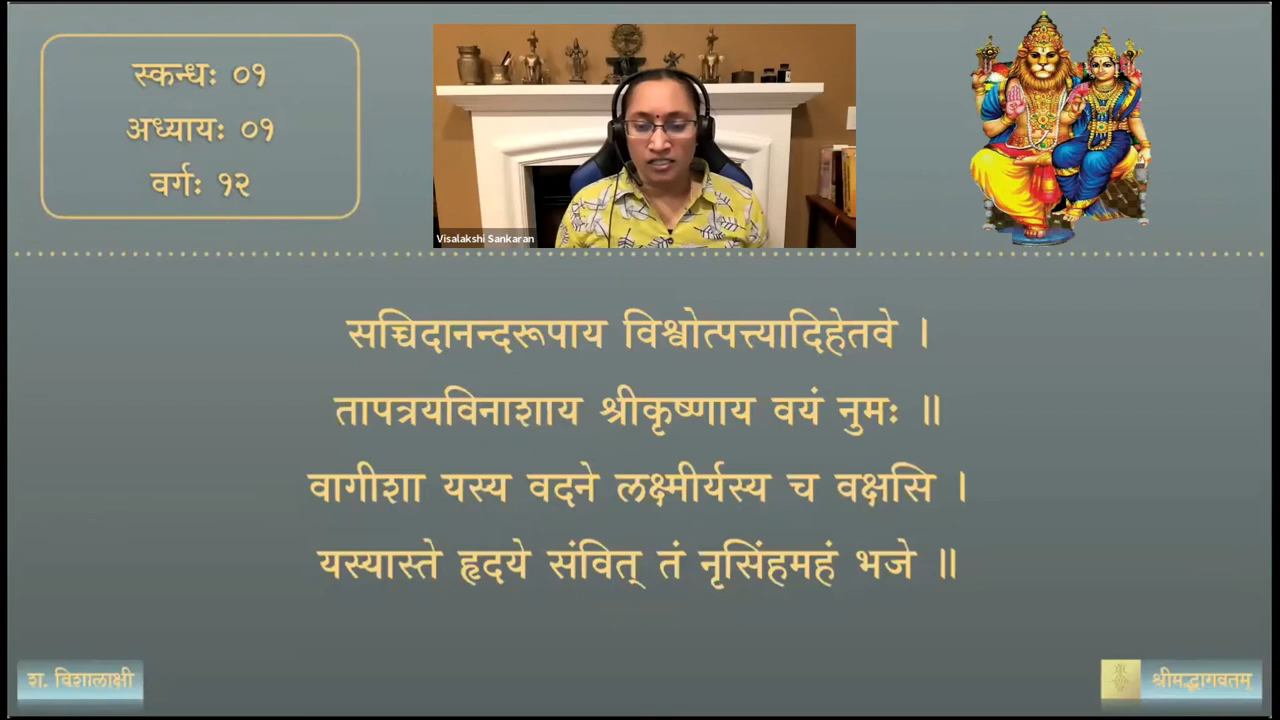 स्कन्धः ०१
अध्यायः ०१
वर्गः १२
Visalakshi Sankaran
सच्चिदानन्दरूपाय विश्वोत्पत्त्यादिहेतवे ।
तापत्रयविनाशाय श्रीकृष्णाय वयं नुमः ॥
वागीशा यस्य वदने लक्ष्मीर्यस्य च वक्षसि ।
यस्यास्ते हृदये संवित् तं नृसिंहमहं भजे ॥
श. विशालाक्षी
श्रीमद्भागवतम्